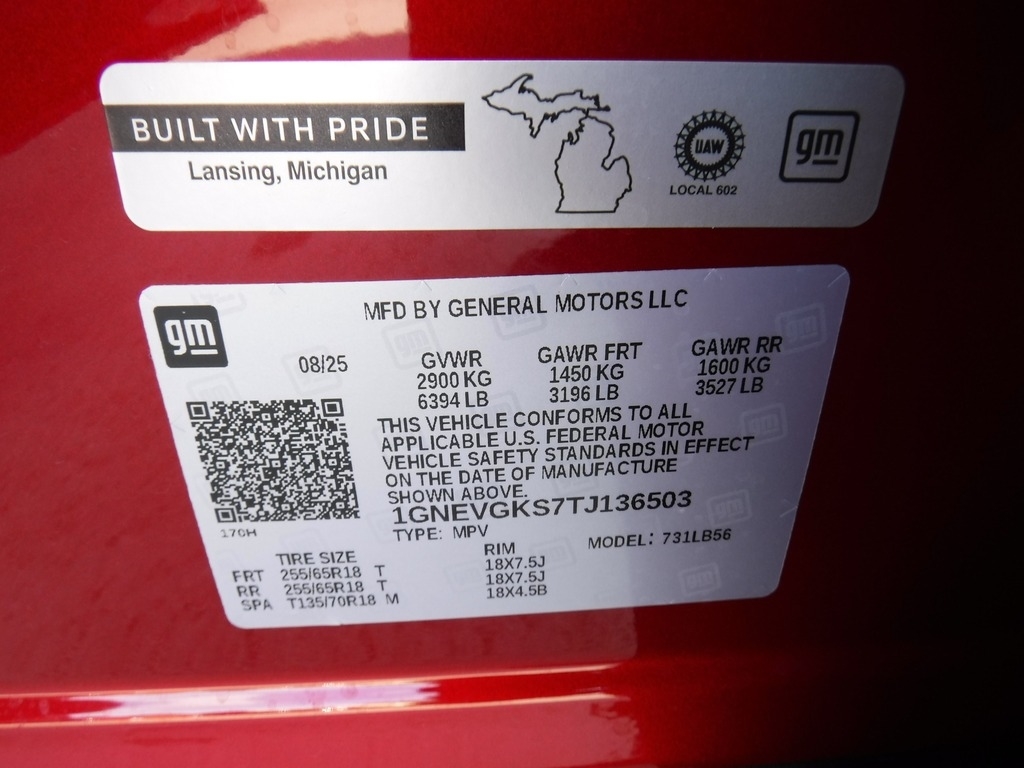 BUILT WITH PRIDE
Lansing, Michigan
UAW
LOCAL 602
gm
gm
MFD BY GENERAL MOTORS LLC
08/25
GVWR
2900 KG
6394 LB
GAWR FRT
1450 KG
3196 LB
GAWR RR
1600 KG
3527 LB
THIS VEHICLE CONFORMS TO ALL
APPLICABLE U.S. FEDERAL MOTOR
VEHICLE SAFETY STANDARDS IN EFFECT
ON THE DATE OF MANUFACTURE
SHOWN ABOVE.
1GNEVGKS7TJ136503
TYPE: MPV
MODEL: 731LB56
170H
TIRE SIZE RIM
FRT 255/65R18 T 18X7.5J
RR 255/65R18 T 18X7.5J
SPA T135/70R18 M 18X4.5B